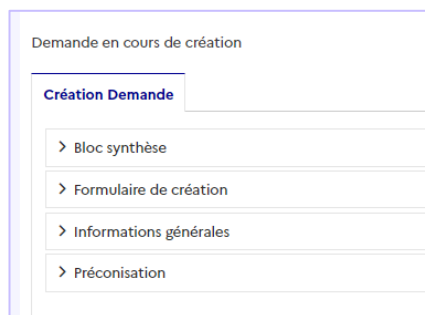 Demande en cours de création
Création Demande
Bloc synthèse
Formulaire de création
Informations générales
Préconisation